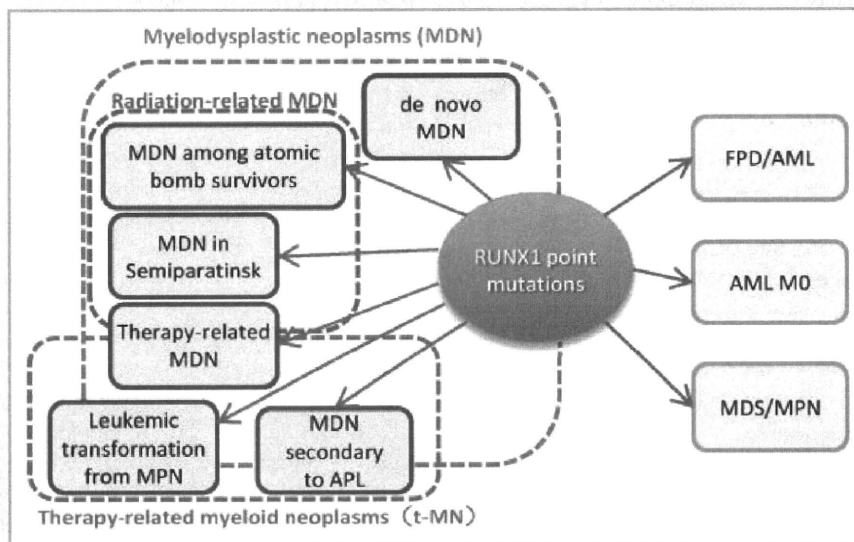 Myelodysplastic neoplasms (MDN)
Radiation-related MDN
de novo
MDN
MDN among atomic
bomb survivors
MDN in
Semiparatinsk
Therapy-related
MDN
Leukemic
transformation
from MPN
MDN
secondary
to APL
Therapy-related myeloid neoplasms (t-MN)
RUNX1 point
mutations
FPD/AML
AML M0
MDS/MPN